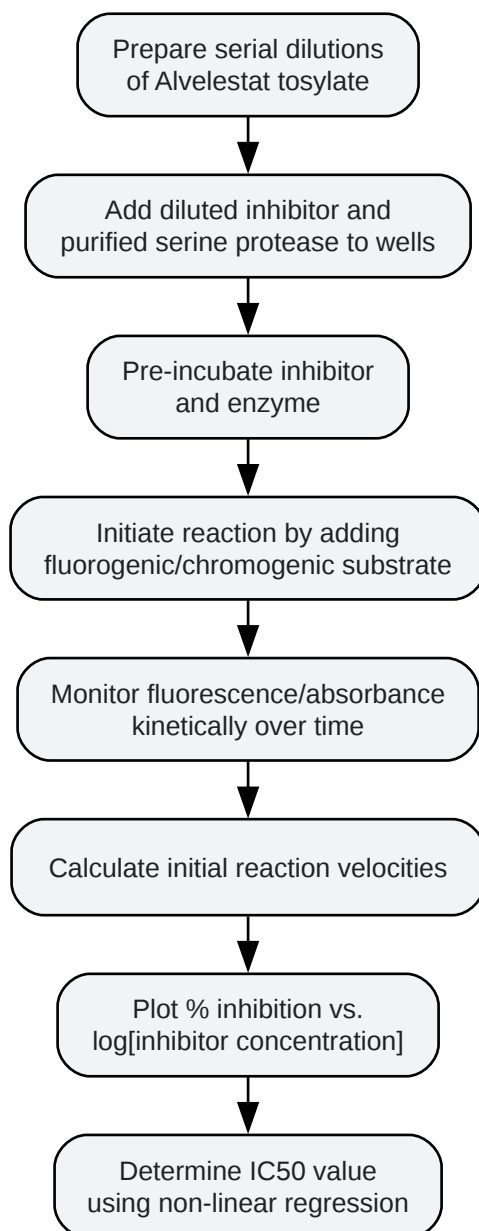 Prepare serial dilutions
of Alvelestat tosylate
Add diluted inhibitor and
purified serine protease to wells
Pre-incubate inhibitor
and enzyme
Initiate reaction by adding
fluorogenic/chromogenic substrate
Monitor fluorescence/absorbance
kinetically over time
Calculate initial reaction velocities
Plot % inhibition vs.
log[inhibitor concentration]
Determine IC50 value
using non-linear regression